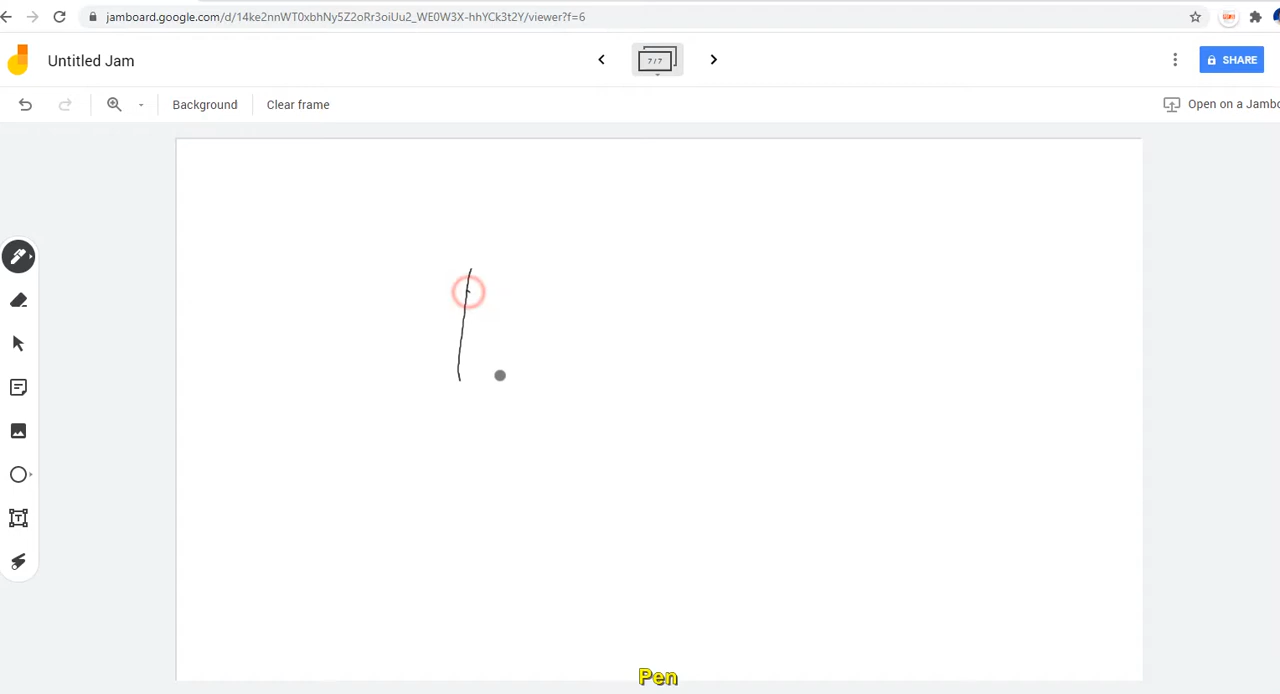 jamboard.google.com/d/14ke2nnWT0xbhNy5Z2oRr3oiUu2_WE0W3X-hhYCk3t2Y/viewer?f=6
Untitled Jam
7 / 7
SHARE
Background
Clear frame
Open on a Jambo
Pen